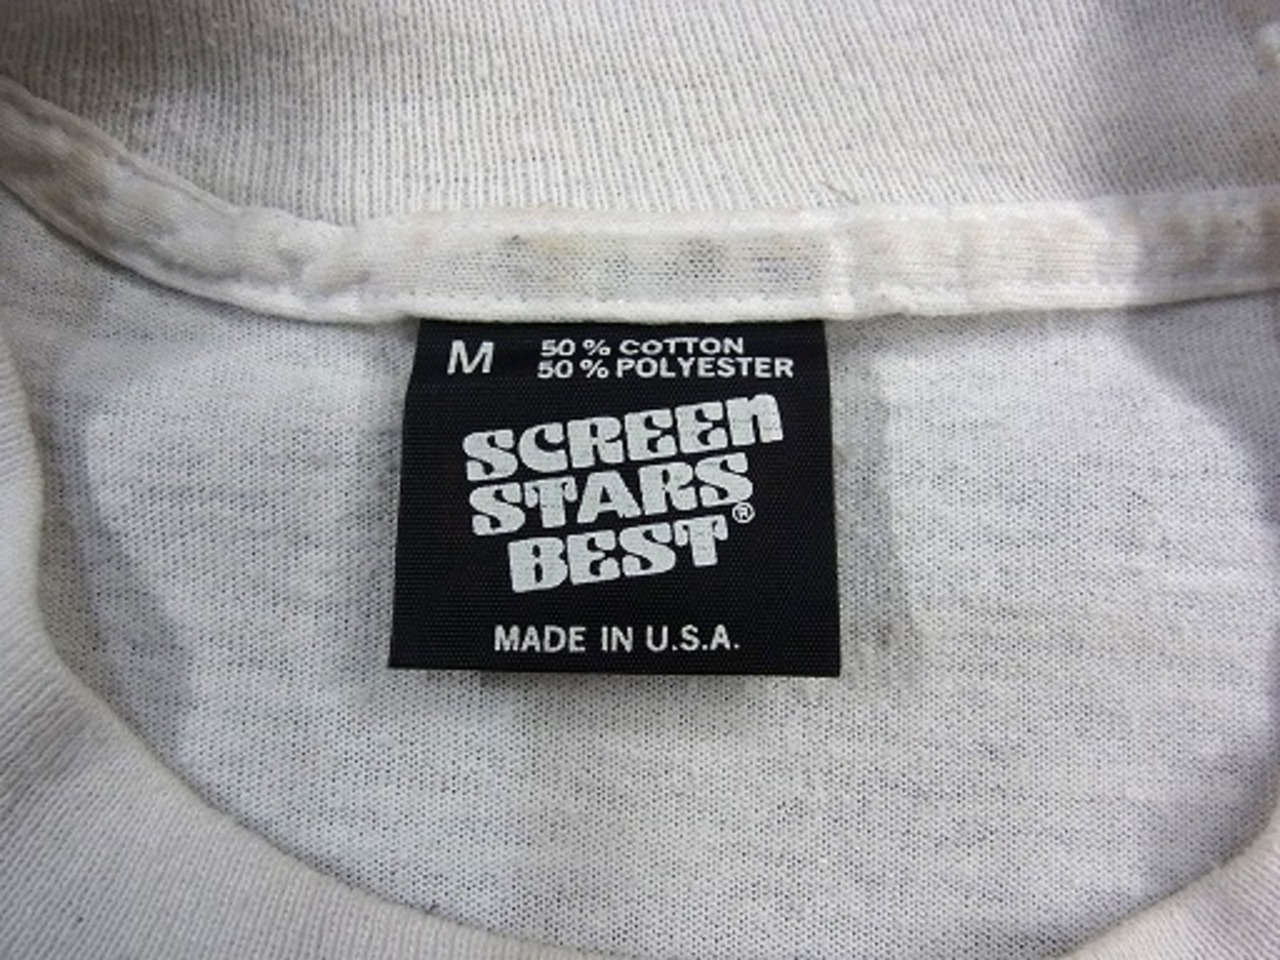 M 50 % COTTON
50 % POLYESTER
SCREEN
STARS
BEST®
MADE IN U.S.A.